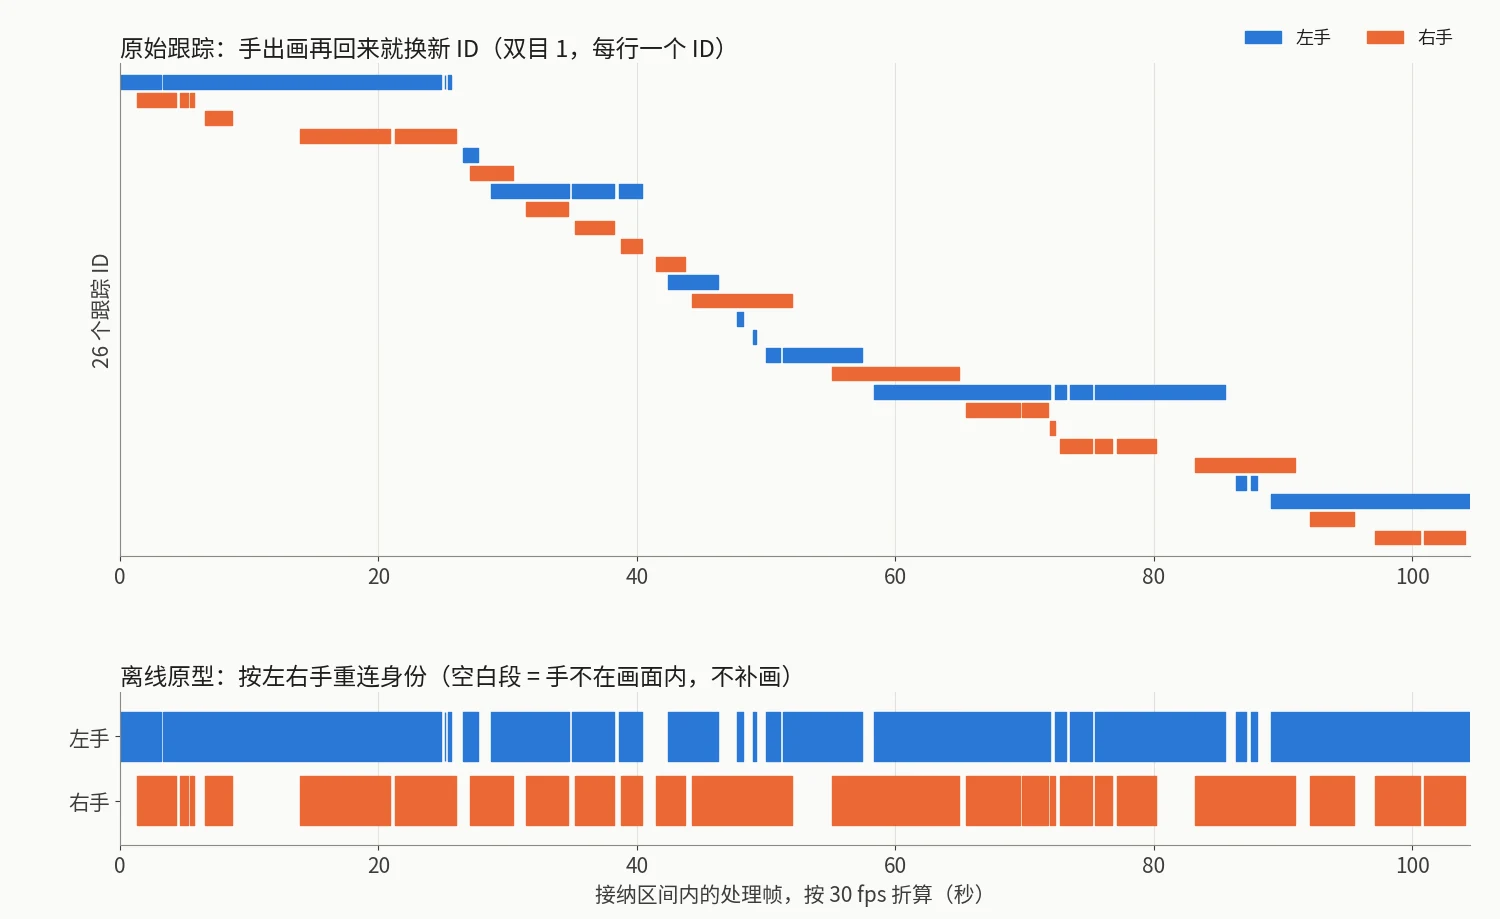 原始跟踪：手出画再回来就换新 ID（双目 1，每行一个 ID）
左手
右手
26 个跟踪 ID
0
20
40
60
80
100
离线原型：按左右手重连身份（空白段 = 手不在画面内，不补画）
左手
右手
0
20
40
60
80
100
接纳区间内的处理帧，按 30 fps 折算（秒）